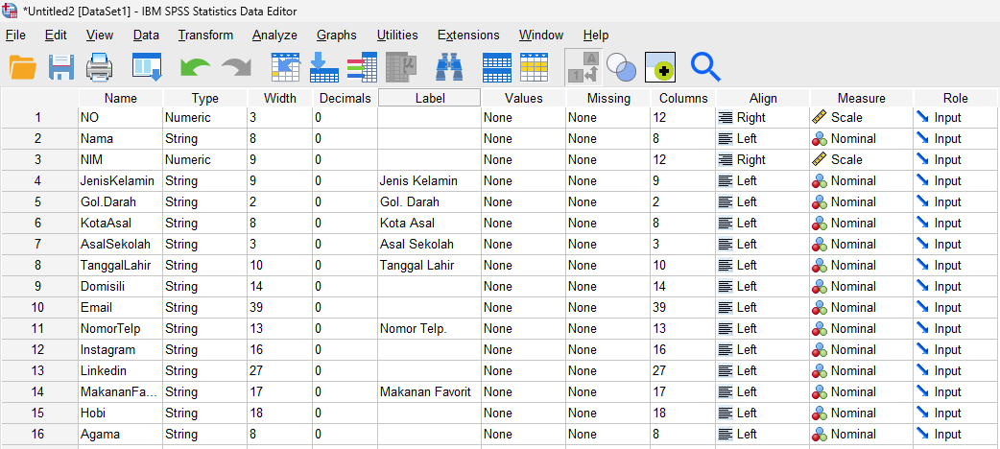 *Untitled2 [DataSet1] - IBM SPSS Statistics Data Editor
File Edit View Data Transform Analyze Graphs Utilities Extensions Window Help
Name Type Width Decimals Label Values Missing Columns Align Measure Role
1 NO Numeric 3 0 None None 12 Right Scale Input
2 Nama String 8 0 None None 8 Left Nominal Input
3 NIM Numeric 9 0 None None 12 Right Scale Input
4 JenisKelamin String 9 0 Jenis Kelamin None None 9 Left Nominal Input
5 Gol.Darah String 2 0 Gol. Darah None None 2 Left Nominal Input
6 KotaAsal String 8 0 Kota Asal None None 8 Left Nominal Input
7 AsalSekolah String 3 0 Asal Sekolah None None 3 Left Nominal Input
8 TanggalLahir String 10 0 Tanggal Lahir None None 10 Left Nominal Input
9 Domisili String 14 0 None None 14 Left Nominal Input
10 Email String 39 0 None None 39 Left Nominal Input
11 NomorTelp String 13 0 Nomor Telp. None None 13 Left Nominal Input
12 Instagram String 16 0 None None 16 Left Nominal Input
13 Linkedin String 27 0 None None 27 Left Nominal Input
14 MakananFa... String 17 0 Makanan Favorit None None 17 Left Nominal Input
15 Hobi String 18 0 None None 18 Left Nominal Input
16 Agama String 8 0 None None 8 Left Nominal Input